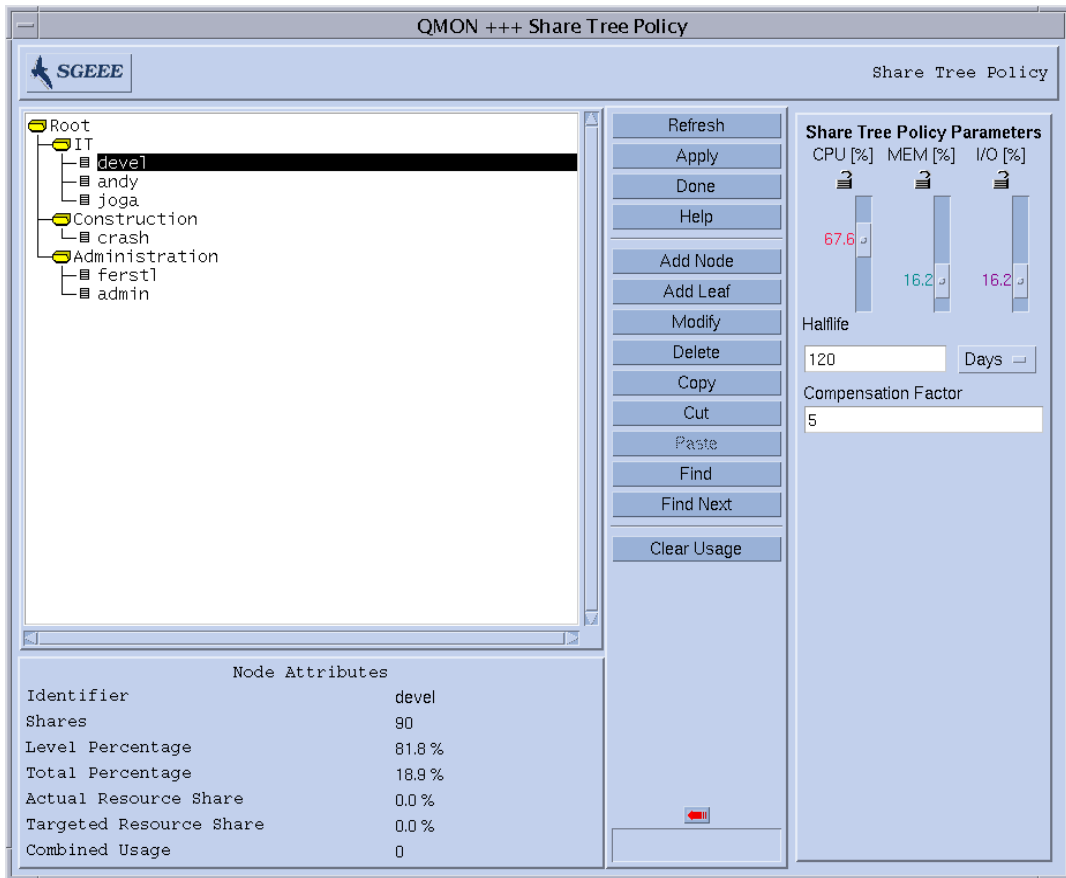 QMON +++ Share Tree Policy
SGEEE
Share Tree Policy
Root
IT
devel
andy
joga
Construction
crash
Administration
ferstl
admin
Refresh
Apply
Done
Help
Add Node
Add Leaf
Modify
Delete
Copy
Cut
Paste
Find
Find Next
Clear Usage
Share Tree Policy Parameters
CPU [%] MEM [%] I/O [%]
67.6
16.2 16.2
Halflife
120 Days
Compensation Factor
5
Node Attributes
Identifier devel
Shares 90
Level Percentage 81.8 %
Total Percentage 18.9 %
Actual Resource Share 0.0 %
Targeted Resource Share 0.0 %
Combined Usage 0